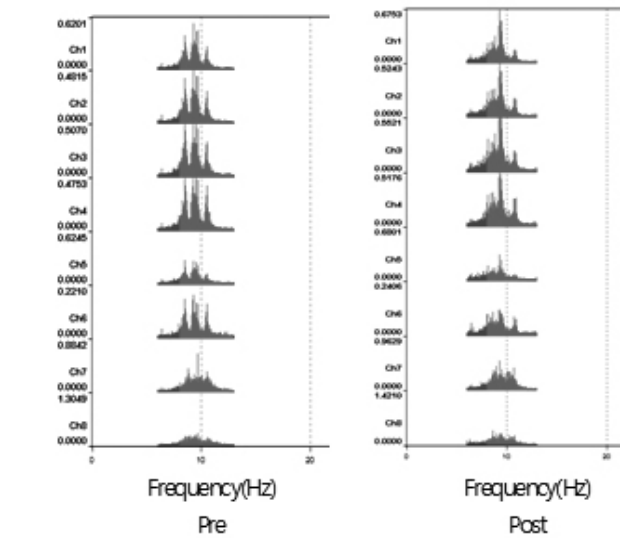 0.6201
Ch1
0.0000
0.4815
Ch2
0.0000
0.5070
Ch3
0.0000
0.4753
Ch4
0.0000
0.6245
Ch5
0.0000
0.2210
Ch6
0.0000
0.8842
Ch7
0.0000
1.3049
Ch8
0.0000
0
10
20
Frequency(Hz)
Pre
0.6753
Ch1
0.0000
0.5243
Ch2
0.0000
0.5521
Ch3
0.0000
0.5176
Ch4
0.0000
0.6801
Ch5
0.0000
0.2406
Ch6
0.0000
0.9629
Ch7
0.0000
1.4210
Ch8
0.0000
0
10
20
Frequency(Hz)
Post